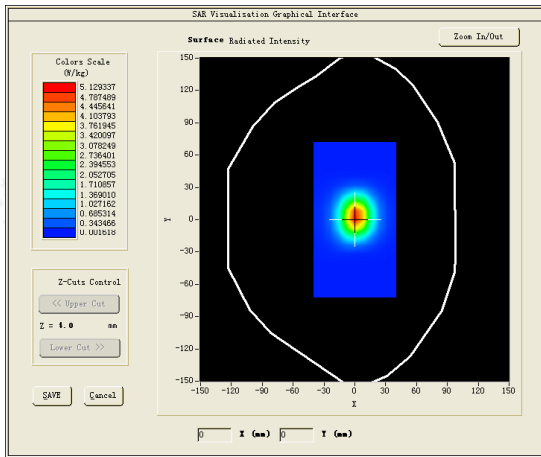 SAR Visualisation Graphical Interface
Surface Radiated Intensity
Zoom In/Out
Colors Scale
(W/kg)
5.129337
4.787489
4.445641
4.103793
3.761945
3.420097
3.078249
2.736401
2.394553
2.052705
1.710857
1.369010
1.027162
0.685314
0.343466
0.001618
Z-Cuts Control
<< Upper Cut
Z = 4.0 mm
Lower Cut >>
SAVE Cancel
150
120
90
60
30
0
-30
-60
-90
-120
-150
Y
-150 -120 -90 -60 -30 0 30 60 90 120 150
X
0 X (mm) 0 Y (mm)